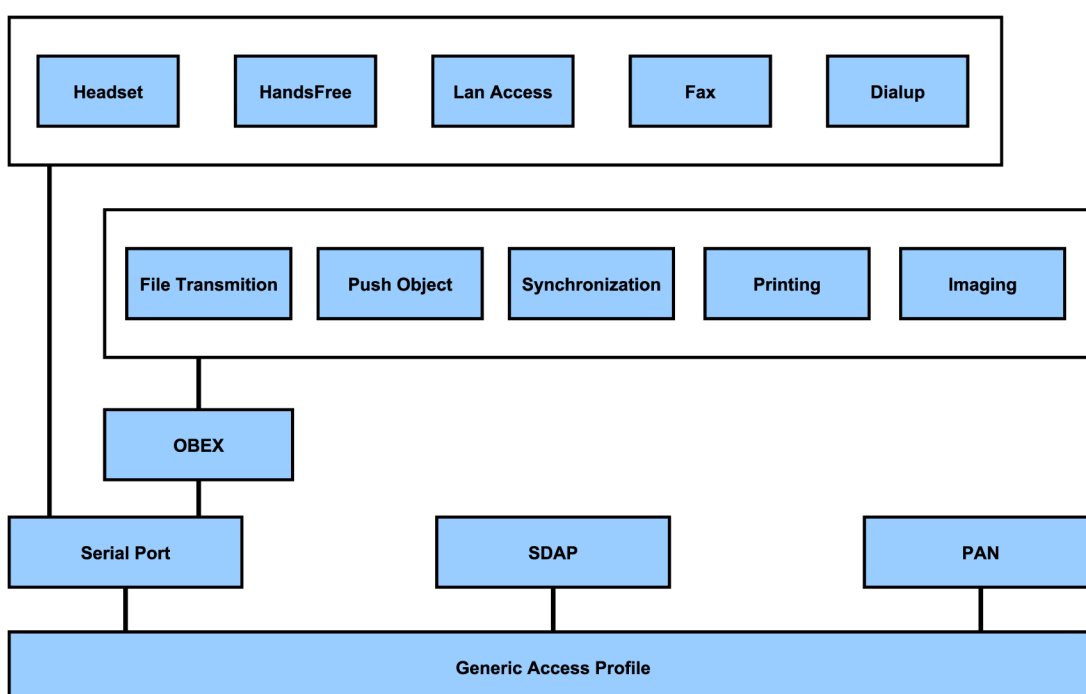 Headset
HandsFree
Lan Access
Fax
Dialup
File Transmition
Push Object
Synchronization
Printing
Imaging
OBEX
Serial Port
SDAP
PAN
Generic Access Profile